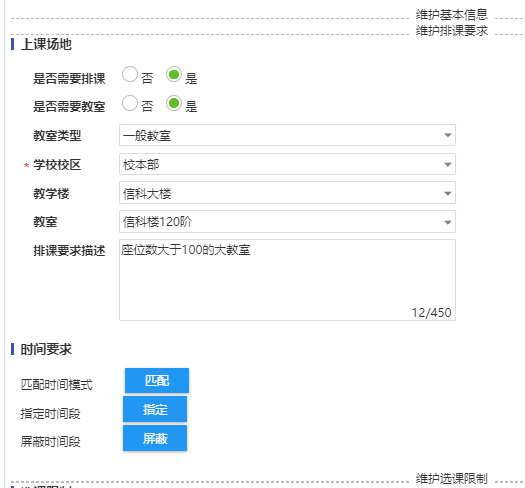 维护基本信息
维护排课要求
上课场地
是否需要排课 否 是
是否需要教室 否 是
教室类型 一般教室
* 学校校区 校本部
教学楼 信科大楼
教室 信科楼120阶
排课要求描述 座位数大于100的大教室
12/450
时间要求
匹配时间模式 匹配
指定时间段 指定
屏蔽时间段 屏蔽
维护选课限制